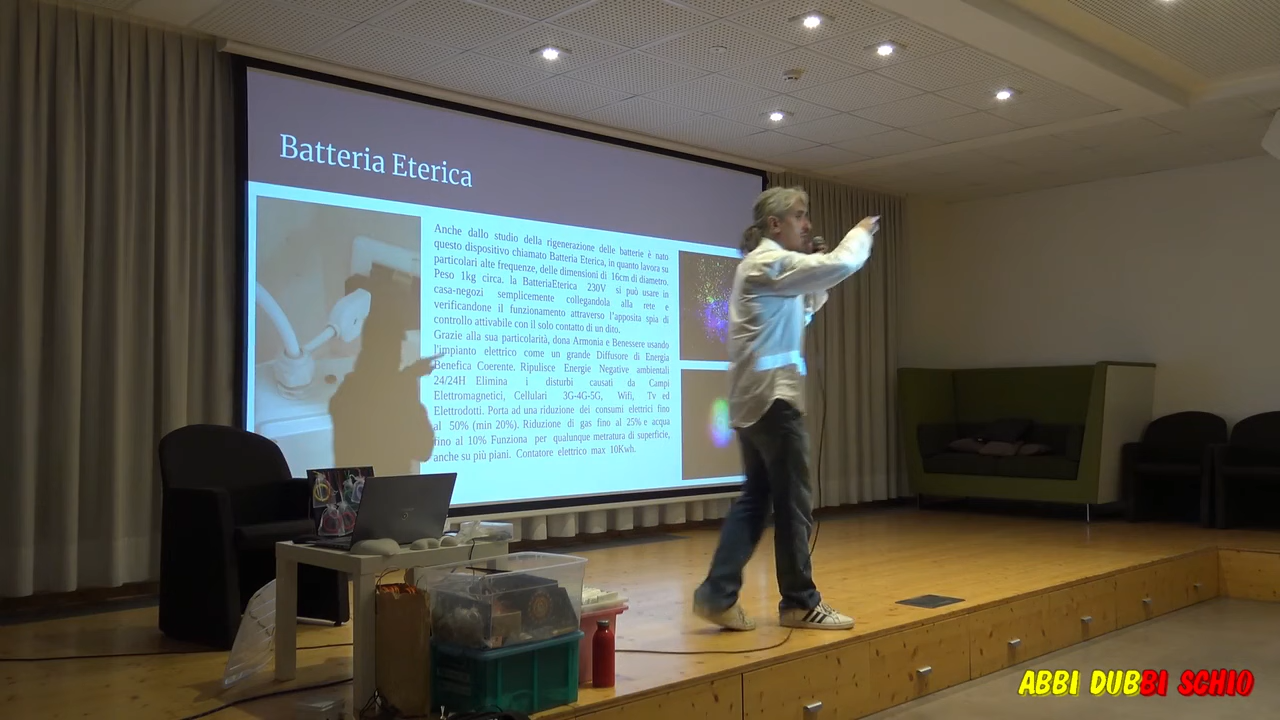 Batteria Eterica
Anche dallo studio della rigenerazione delle batterie è nato
questo dispositivo chiamato Batteria Eterica, in quanto lavora su
particolari alte frequenze, delle dimensioni di 16cm di diametro.
Peso 1kg circa. la BatteriaEterica 230V si può usare in
casa-negozi semplicemente collegandola alla rete e
verificandone il funzionamento attraverso l'apposita spia di
controllo attivabile con il solo contatto di un dito.
Grazie alla sua particolarità, dona Armonia e Benessere usando
l'impianto elettrico come un grande Diffusore di Energia
Benefica Coerente. Ripulisce Energie Negative ambientali
24/24H Elimina i disturbi causati da Campi
Elettromagnetici, Cellulari 3G-4G-5G, Wifi, Tv ed
Elettrodotti. Porta ad una riduzione dei consumi elettrici fino
al 50% (min 20%). Riduzione di gas fino al 25% e acqua
fino al 10% Funziona per qualunque metratura di superficie,
anche su più piani. Contatore elettrico max 10Kwh.
ABBI DUBBI SCHIO